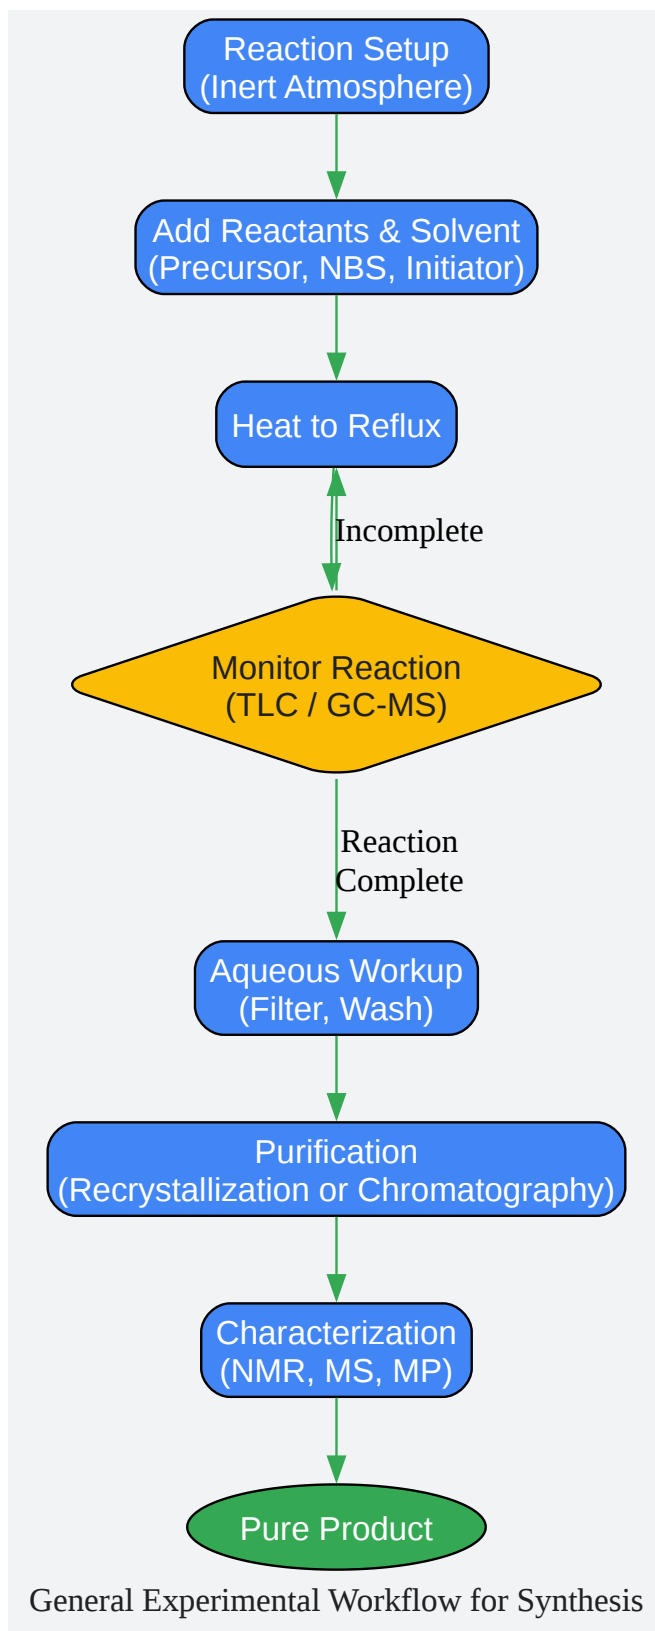 Reaction Setup
(Inert Atmosphere)
Add Reactants & Solvent
(Precursor, NBS, Initiator)
Heat to Reflux
Incomplete
Monitor Reaction
(TLC / GC-MS)
Reaction
Complete
Aqueous Workup
(Filter, Wash)
Purification
(Recrystallization or Chromatography)
Characterization
(NMR, MS, MP)
Pure Product
General Experimental Workflow for Synthesis